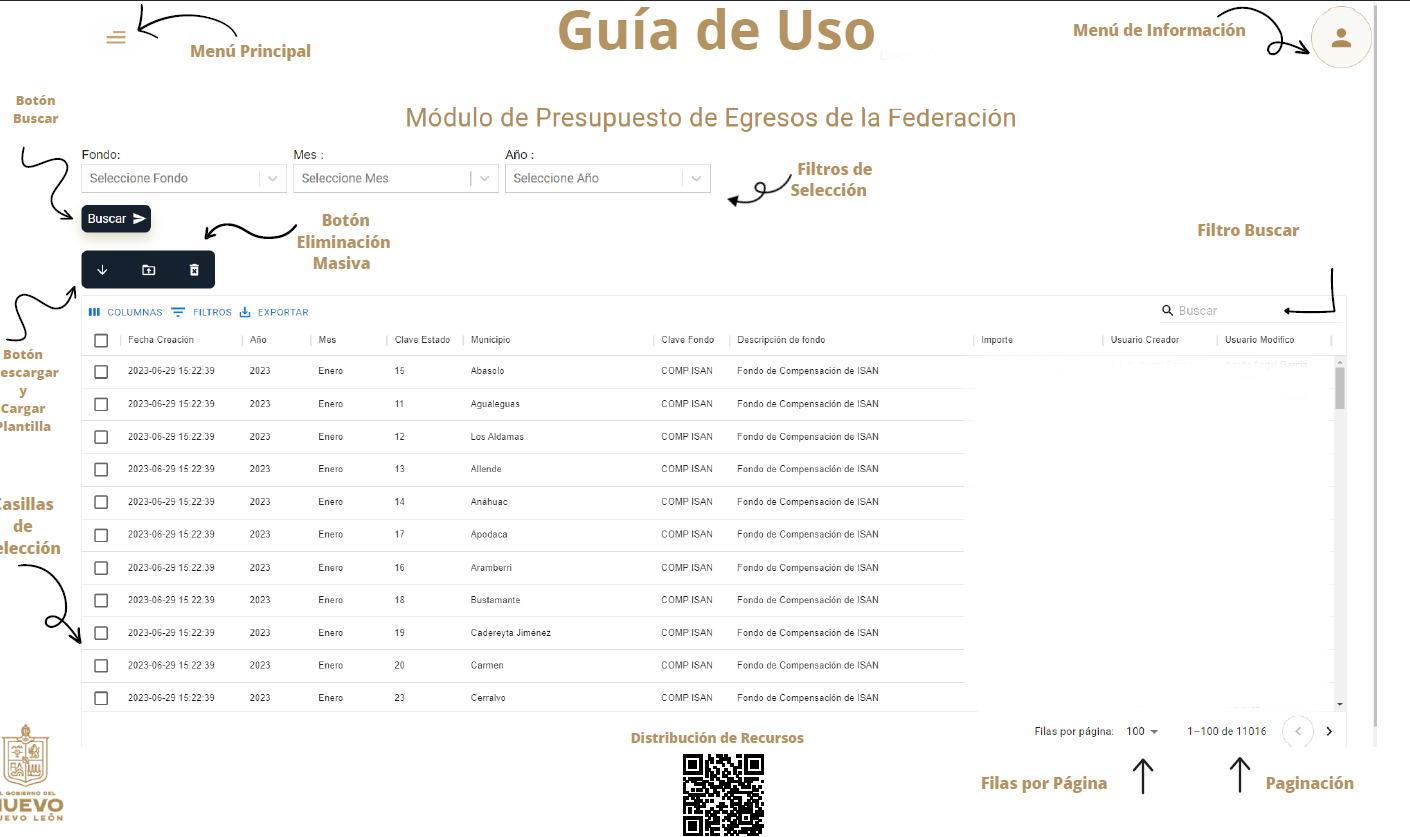 Guía de Uso
Menú Principal
Menú de Información
Botón
Buscar
Módulo de Presupuesto de Egresos de la Federación
Fondo:
Mes :
Año :
Seleccione Fondo
Seleccione Mes
Seleccione Año
Filtros de
Selección
Buscar
Botón
Eliminación
Masiva
Filtro Buscar
COLUMNAS FILTROS EXPORTAR
Buscar
Fecha Creación Año Mes Clave Estado Municipio Clave Fondo Descripción de fondo Importe Usuario Creador Usuario Modifico
2023-06-29 15:22:39 2023 Enero 15 Abasolo COMP ISAN Fondo de Compensación de ISAN
2023-06-29 15:22:39 2023 Enero 11 Agualeguas COMP ISAN Fondo de Compensación de ISAN
2023-06-29 15:22:39 2023 Enero 12 Los Aldamas COMP ISAN Fondo de Compensación de ISAN
2023-06-29 15:22:39 2023 Enero 13 Allende COMP ISAN Fondo de Compensación de ISAN
2023-06-29 15:22:39 2023 Enero 14 Anáhuac COMP ISAN Fondo de Compensación de ISAN
2023-06-29 15:22:39 2023 Enero 17 Apodaca COMP ISAN Fondo de Compensación de ISAN
2023-06-29 15:22:39 2023 Enero 16 Aramberri COMP ISAN Fondo de Compensación de ISAN
2023-06-29 15:22:39 2023 Enero 18 Bustamante COMP ISAN Fondo de Compensación de ISAN
2023-06-29 15:22:39 2023 Enero 19 Cadereyta Jiménez COMP ISAN Fondo de Compensación de ISAN
2023-06-29 15:22:39 2023 Enero 20 Carmen COMP ISAN Fondo de Compensación de ISAN
2023-06-29 15:22:39 2023 Enero 23 Cerralvo COMP ISAN Fondo de Compensación de ISAN
Botón
escargar
y
Cargar
Plantilla
Casillas
de
elección
Filas por página: 100 1–100 de 11016
Distribución de Recursos
Filas por Página
Paginación
EL GOBIERNO DEL
NUEVO
NUEVO LEÓN